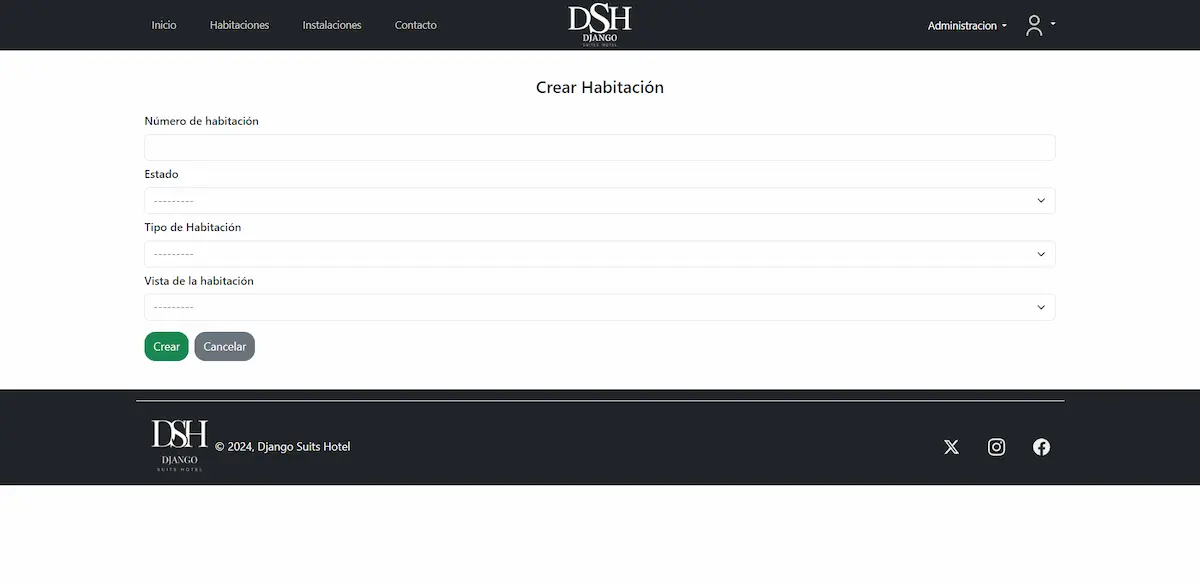 Inicio
Habitaciones
Instalaciones
Contacto
DSH
DJANGO
SUITS HOTEL
Administracion
Crear Habitación
Número de habitación
Estado
---------
Tipo de Habitación
---------
Vista de la habitación
---------
Crear
Cancelar
DSH
DJANGO
SUITS HOTEL
© 2024, Django Suits Hotel